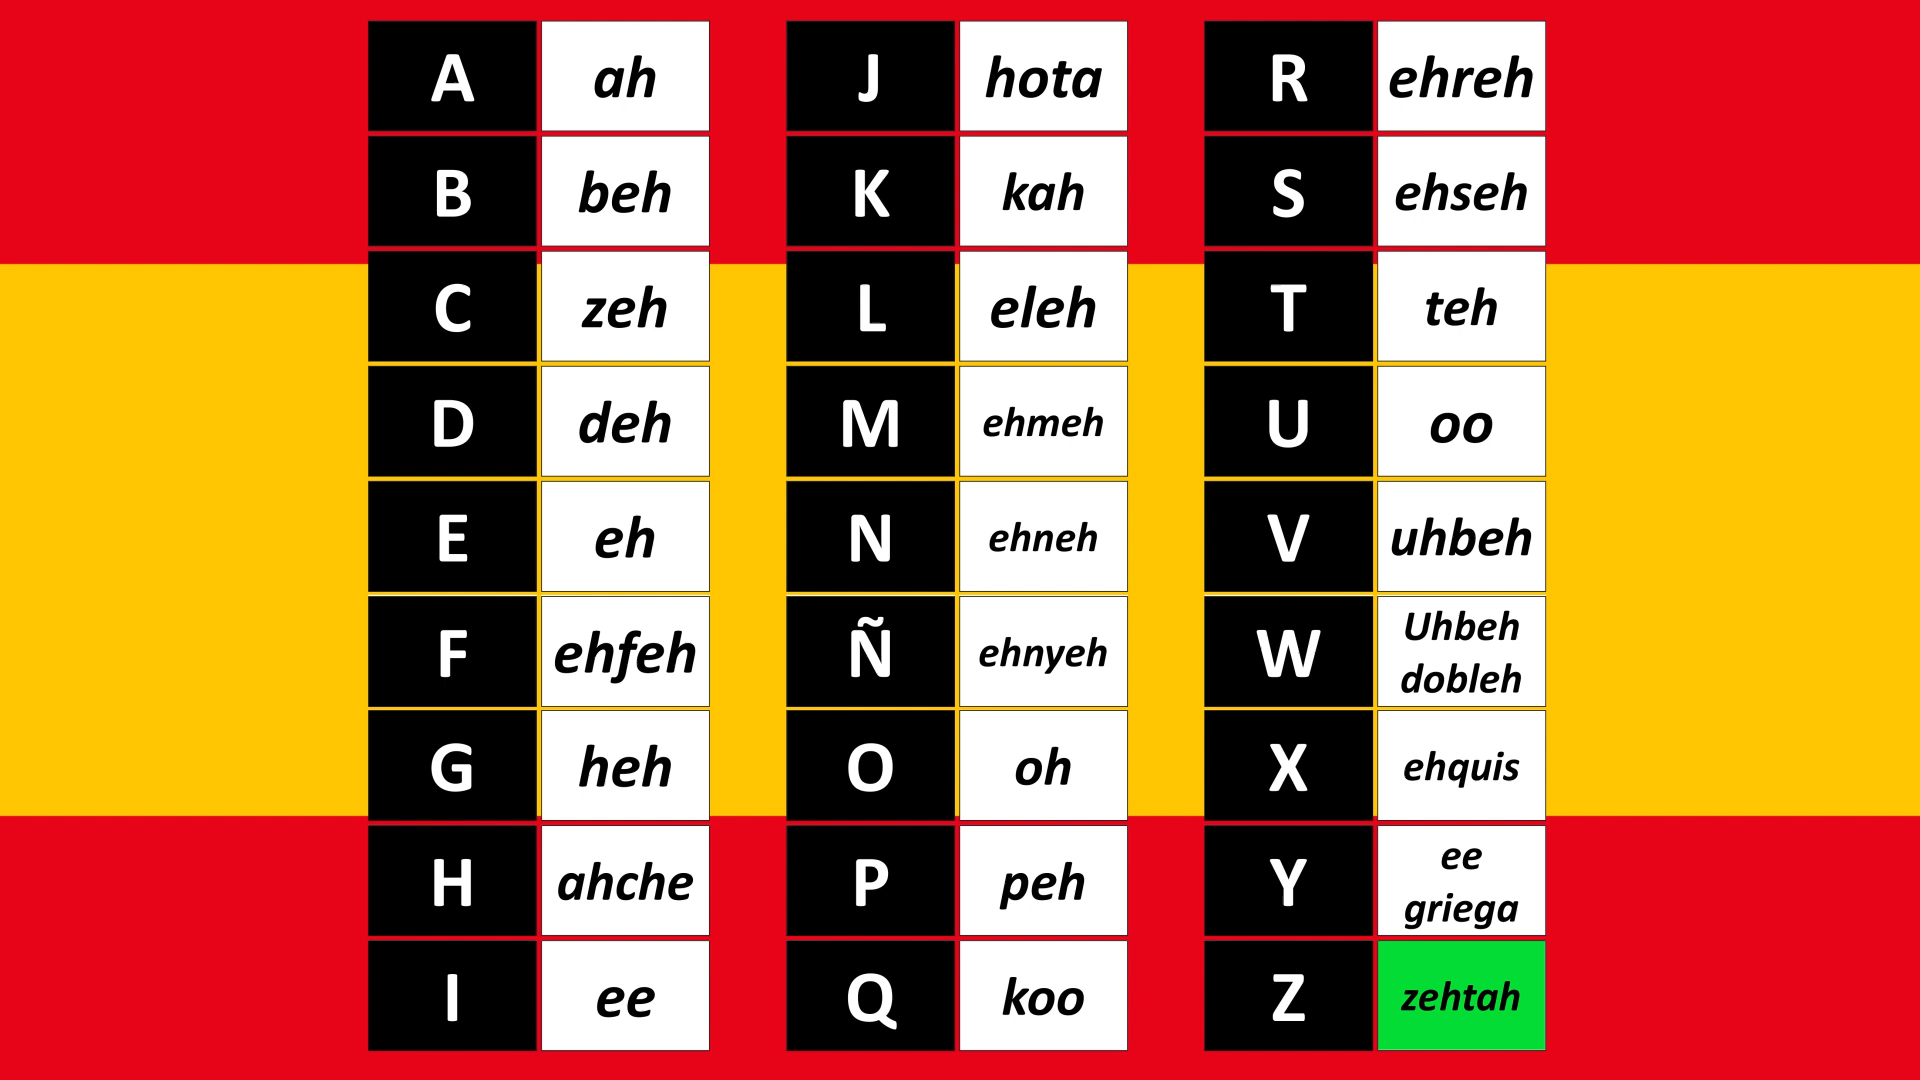 A ah
B beh
C zeh
D deh
E eh
F ehfeh
G heh
H ahche
I ee
J hota
K kah
L eleh
M ehmeh
N ehneh
Ñ ehnyeh
O oh
P peh
Q koo
R ehreh
S ehseh
T teh
U oo
V uhbeh
W Uhbeh
dobleh
X ehquis
Y ee
griega
Z zehtah